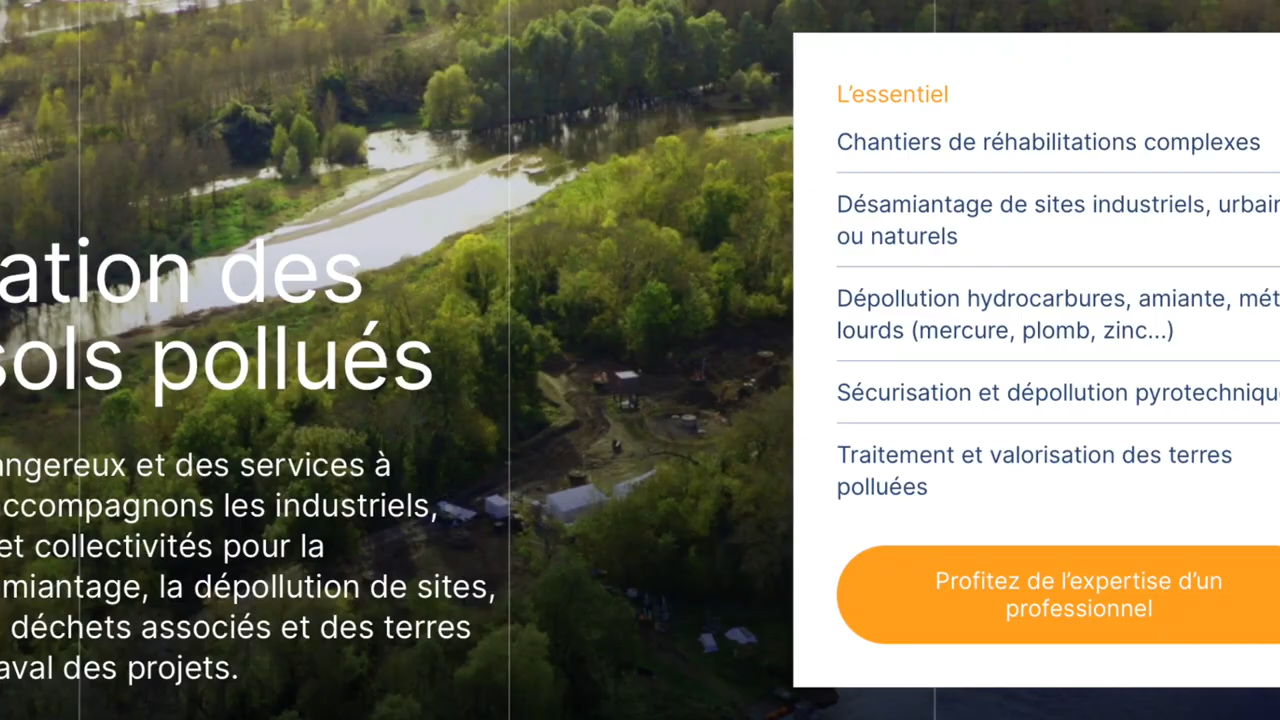 ation des
sols pollués
angereux et des services à
accompagnons les industriels,
et collectivités pour la
miantage, la dépollution de sites,
déchets associés et des terres
aval des projets.
L’essentiel
Chantiers de réhabilitations complexes
Désamiantage de sites industriels, urbain
ou naturels
Dépollution hydrocarbures, amiante, mét
lourds (mercure, plomb, zinc...)
Sécurisation et dépollution pyrotechniqu
Traitement et valorisation des terres
polluées
Profitez de l’expertise d’un
professionnel